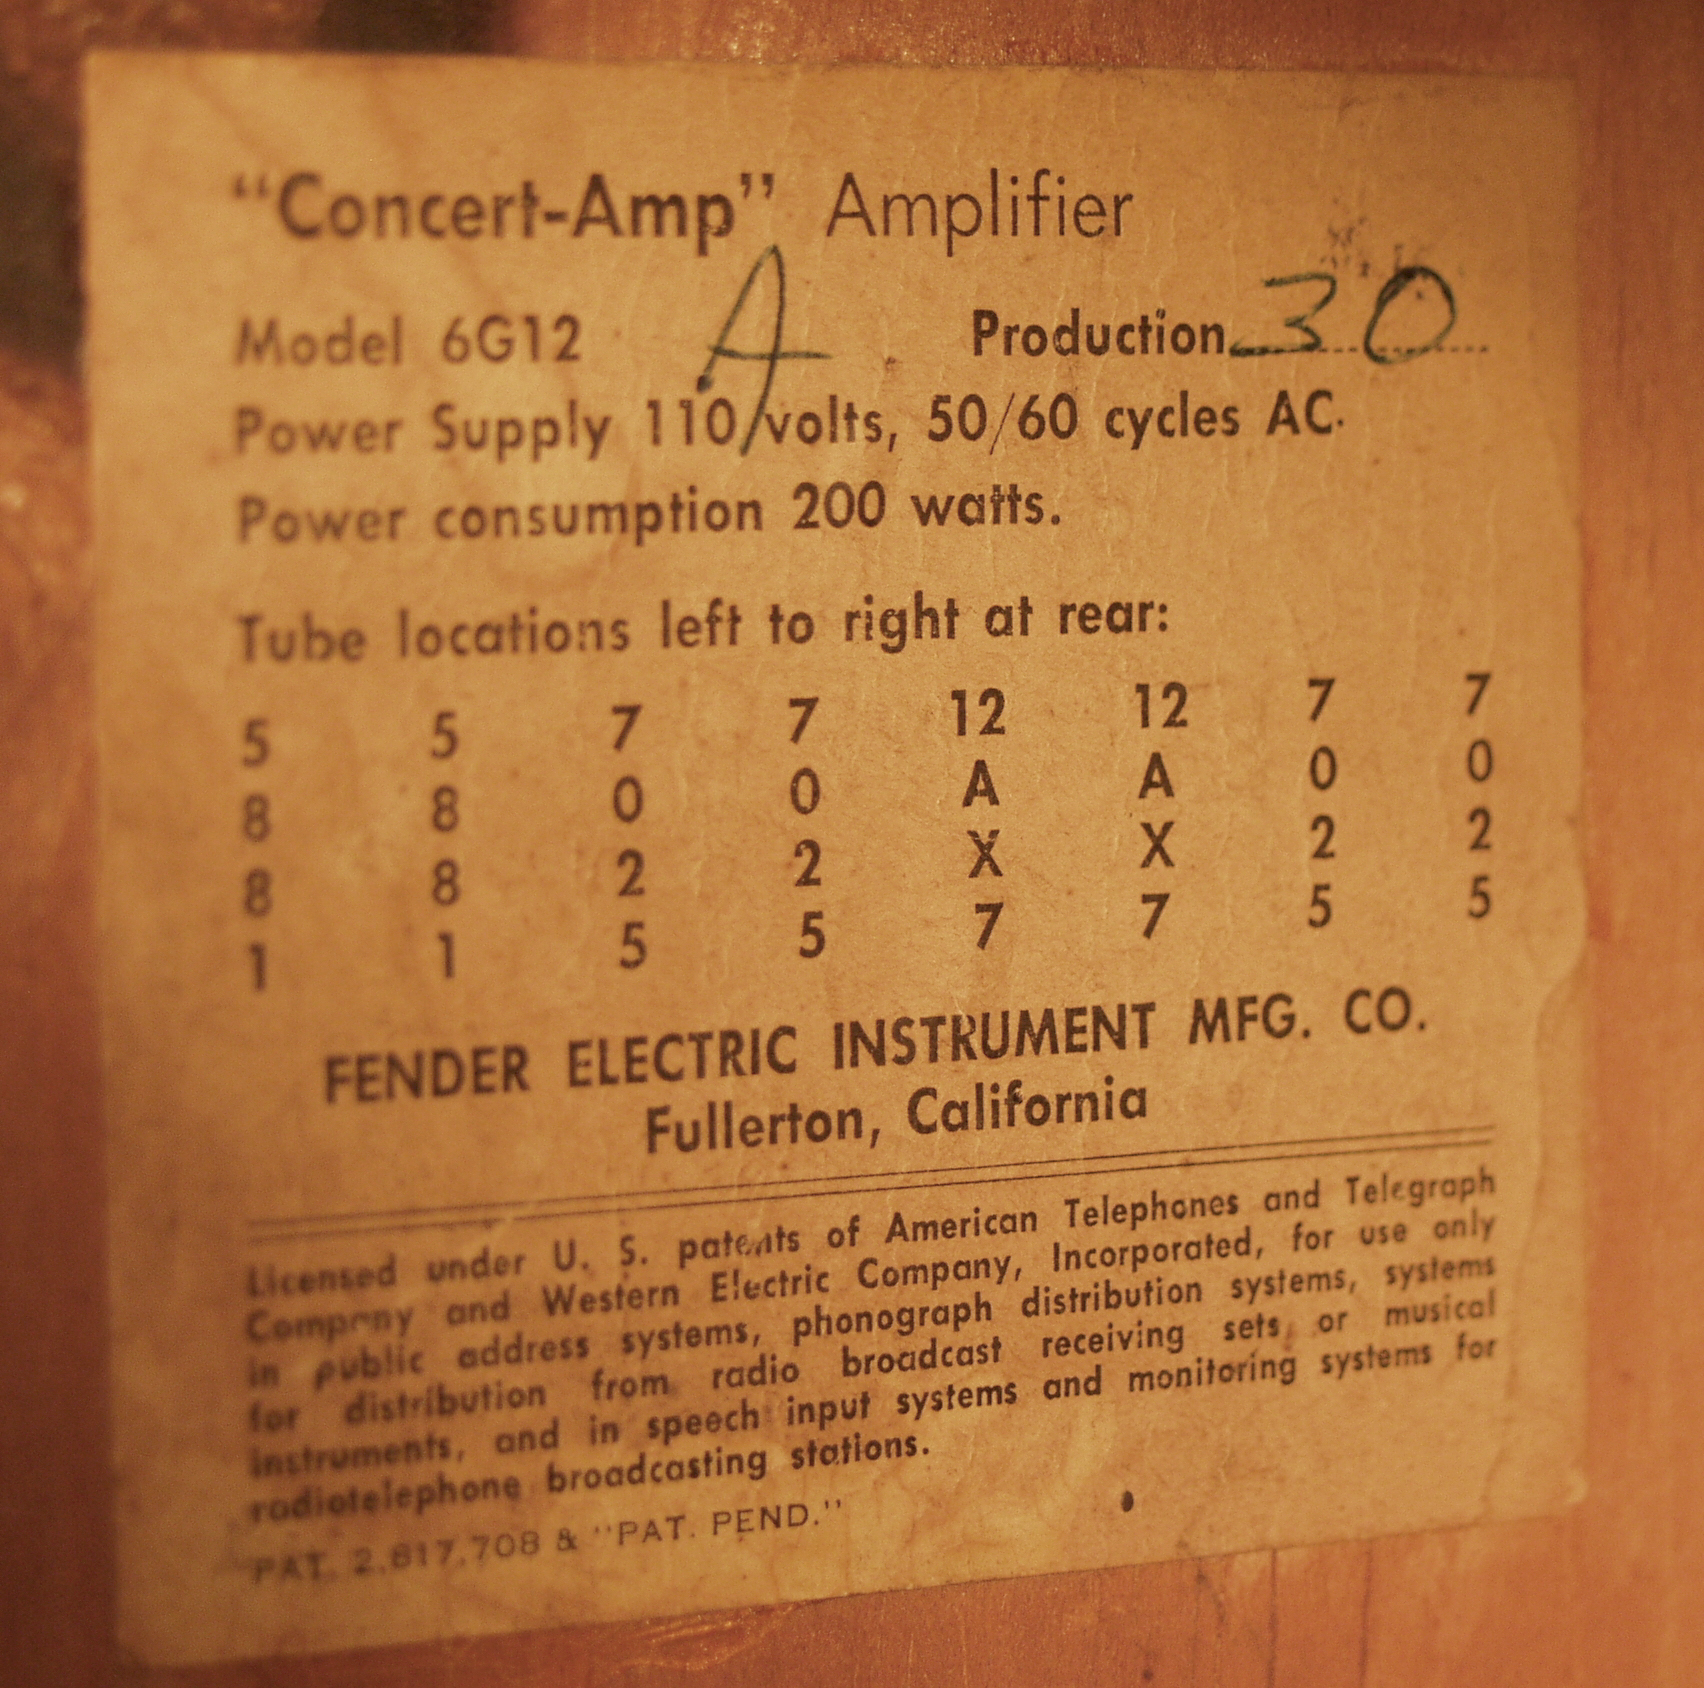 “Concert-Amp” Amplifier
Model 6G12 A Production 30
Power Supply 110 volts, 50/60 cycles AC.
Power consumption 200 watts.
Tube locations left to right at rear:
5 5 7 7 12 12 7 7
8 8 0 0 A A 0 0
8 8 2 2 X X 2 2
1 1 5 5 7 7 5 5
FENDER ELECTRIC INSTRUMENT MFG. CO.
Fullerton, California
Licensed under U. S. patents of American Telephones and Telegraph
Company and Western Electric Company, Incorporated, for use only
in public address systems, phonograph distribution systems, systems
for distribution from radio broadcast receiving sets, or musical
instruments, and in speech input systems and monitoring systems for
radiotelephone broadcasting stations.
PAT. 2,817,708 & "PAT. PEND."